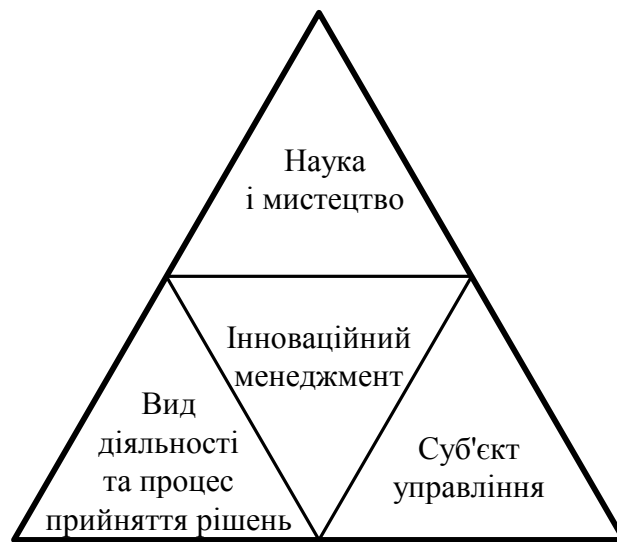 Наука
і мистецтво
Інноваційний
менеджмент
Вид
діяльності
та процес
прийняття рішень
Суб'єкт
управління